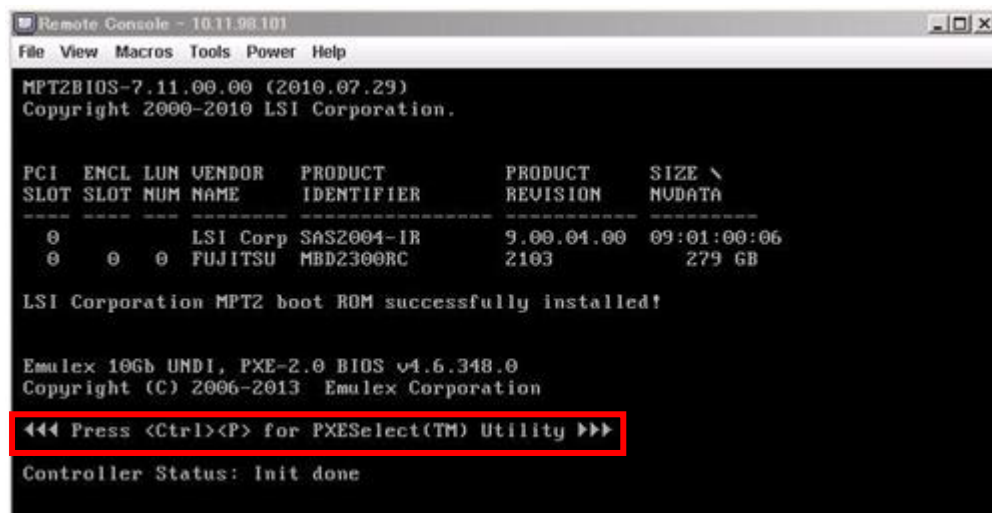 Remote Console - 10.11.98.101
File View Macros Tools Power Help
MPT2BIOS-7.11.00.00 (2010.07.29)
Copyright 2000-2010 LSI Corporation.
PCI ENCL LUN VENDOR PRODUCT PRODUCT SIZE \
SLOT SLOT NUM NAME IDENTIFIER REVISION NVDATA
---- ---- --- -------- ---------------- ----------- ---------
0 LSI Corp SAS2004-IR 9.00.04.00 09:01:00:06
0 0 0 FUJITSU MBD2300RC 2103 279 GB
LSI Corporation MPT2 boot ROM successfully installed!
Emulex 10Gb UNDI, PXE-2.0 BIOS v4.6.348.0
Copyright (C) 2006-2013 Emulex Corporation
◄◄◄ Press <Ctrl><P> for PXESelect(TM) Utility ►►►
Controller Status: Init done